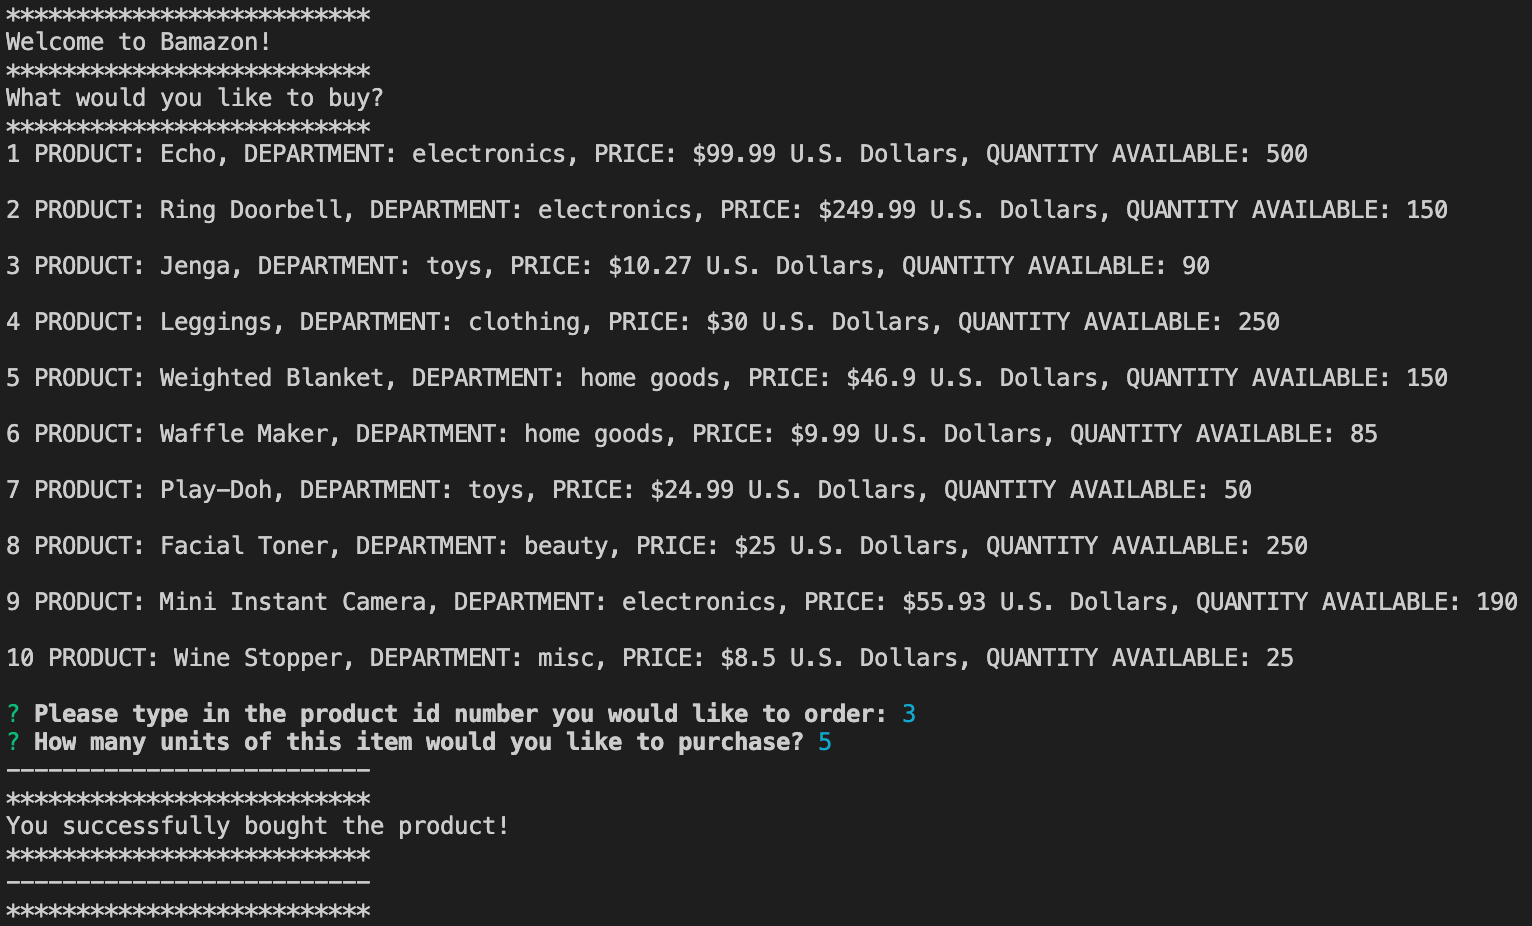 **************************
Welcome to Bamazon!
**************************
What would you like to buy?
**************************
1 PRODUCT: Echo, DEPARTMENT: electronics, PRICE: $99.99 U.S. Dollars, QUANTITY AVAILABLE: 500
2 PRODUCT: Ring Doorbell, DEPARTMENT: electronics, PRICE: $249.99 U.S. Dollars, QUANTITY AVAILABLE: 150
3 PRODUCT: Jenga, DEPARTMENT: toys, PRICE: $10.27 U.S. Dollars, QUANTITY AVAILABLE: 90
4 PRODUCT: Leggings, DEPARTMENT: clothing, PRICE: $30 U.S. Dollars, QUANTITY AVAILABLE: 250
5 PRODUCT: Weighted Blanket, DEPARTMENT: home goods, PRICE: $46.9 U.S. Dollars, QUANTITY AVAILABLE: 150
6 PRODUCT: Waffle Maker, DEPARTMENT: home goods, PRICE: $9.99 U.S. Dollars, QUANTITY AVAILABLE: 85
7 PRODUCT: Play-Doh, DEPARTMENT: toys, PRICE: $24.99 U.S. Dollars, QUANTITY AVAILABLE: 50
8 PRODUCT: Facial Toner, DEPARTMENT: beauty, PRICE: $25 U.S. Dollars, QUANTITY AVAILABLE: 250
9 PRODUCT: Mini Instant Camera, DEPARTMENT: electronics, PRICE: $55.93 U.S. Dollars, QUANTITY AVAILABLE: 190
10 PRODUCT: Wine Stopper, DEPARTMENT: misc, PRICE: $8.5 U.S. Dollars, QUANTITY AVAILABLE: 25
? Please type in the product id number you would like to order: 3
? How many units of this item would you like to purchase? 5
--------------------------
**************************
You successfully bought the product!
**************************
--------------------------
**************************